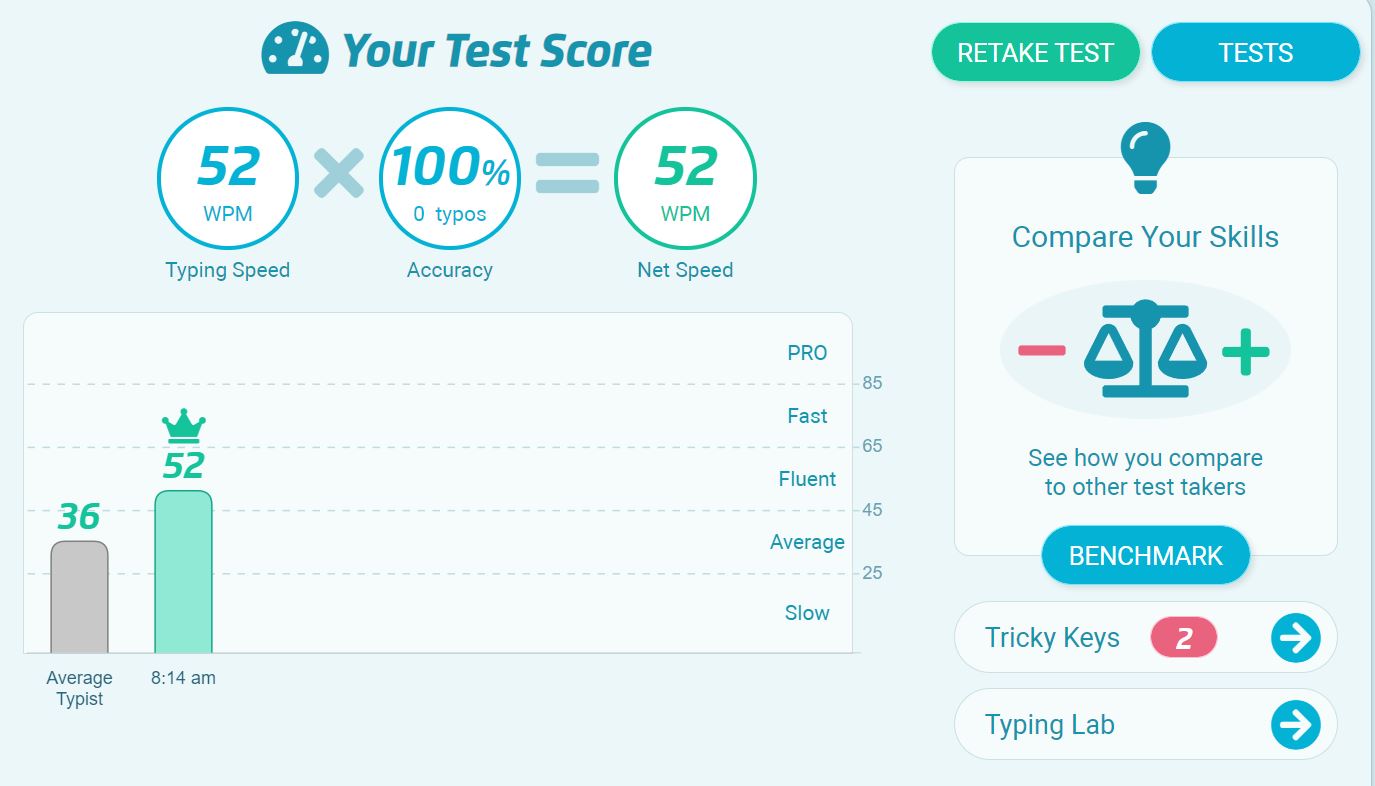 Your Test Score
RETAKE TEST
TESTS
52
WPM
Typing Speed
100%
0 typos
Accuracy
52
WPM
Net Speed
PRO
85
Fast
65
Fluent
45
Average
25
Slow
36
52
Average
Typist
8:14 am
Compare Your Skills
See how you compare
to other test takers
BENCHMARK
Tricky Keys 2
Typing Lab